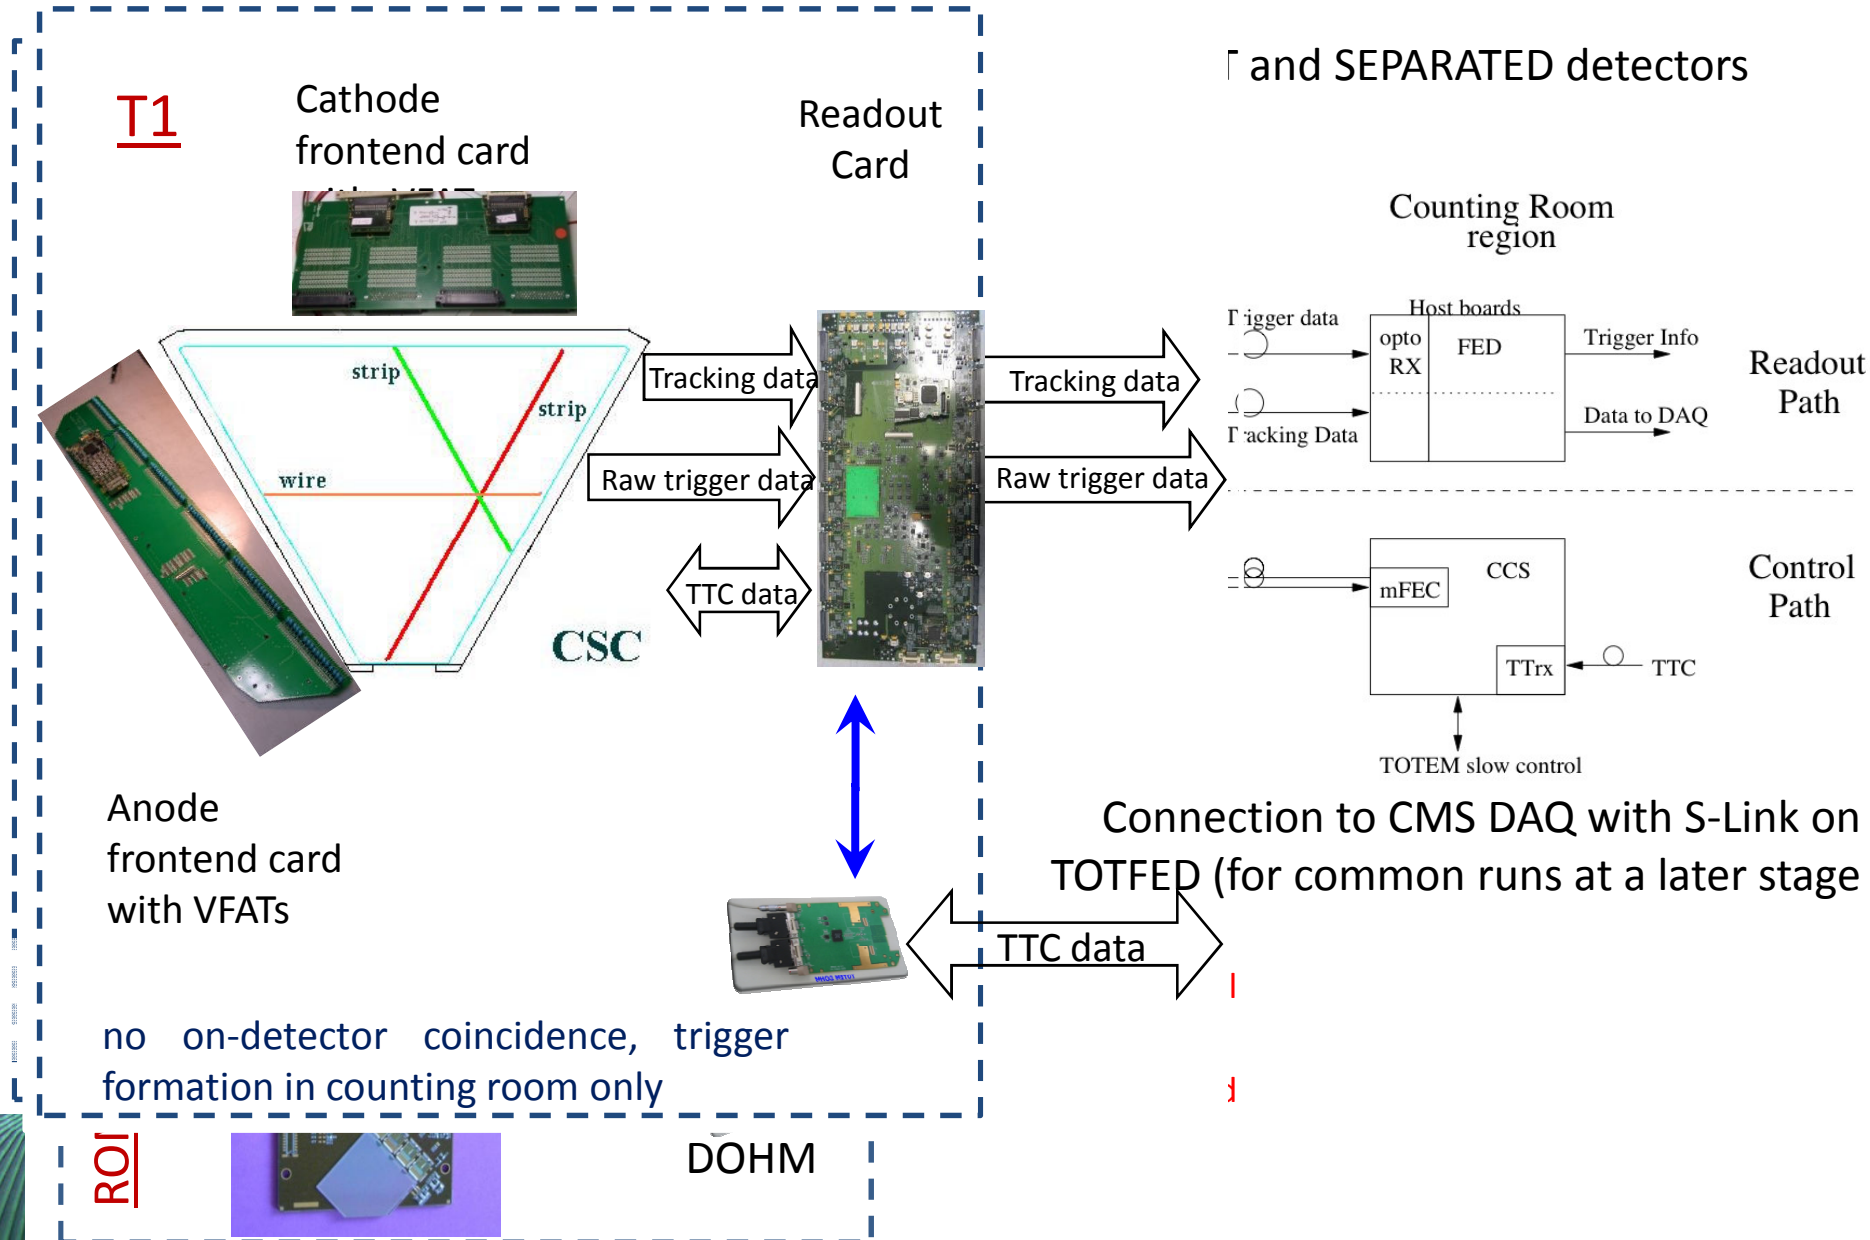 T1
Cathode
frontend card
Readout
Card
strip
strip
wire
CSC
Tracking data
Raw trigger data
TTC data
Tracking data
Raw trigger data
Anode
frontend card
with VFATs
TTC data
no on-detector coincidence, trigger
formation in counting room only
DOHM
and SEPARATED detectors
Counting Room
region
Trigger data
Host boards
opto
RX
FED
Trigger Info
Data to DAQ
Tracking Data
Readout
Path
mFEC
CCS
TTrx
TTC
Control
Path
TOTEM slow control
Connection to CMS DAQ with S-Link on
TOTFED (for common runs at a later stage